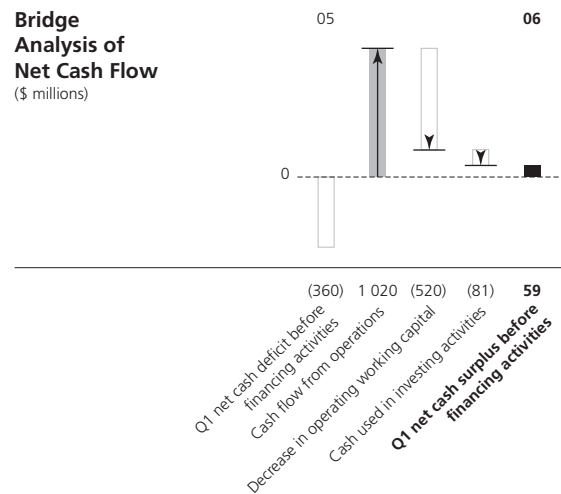 Bridge
Analysis of
Net Cash Flow
($ millions)
05
06
0
(360)
1 020
(520)
(81)
59
Q1 net cash deficit before
financing activities
Cash flow from operations
Decrease in operating working capital
Cash used in investing activities
Q1 net cash surplus before
financing activities